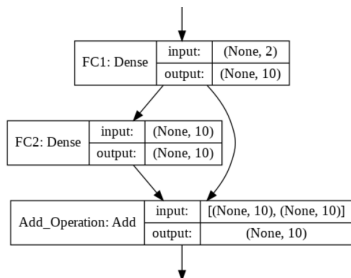 FC1: Dense
input: (None, 2)
output: (None, 10)
FC2: Dense
input: (None, 10)
output: (None, 10)
Add_Operation: Add
input: [(None, 10), (None, 10)]
output: (None, 10)